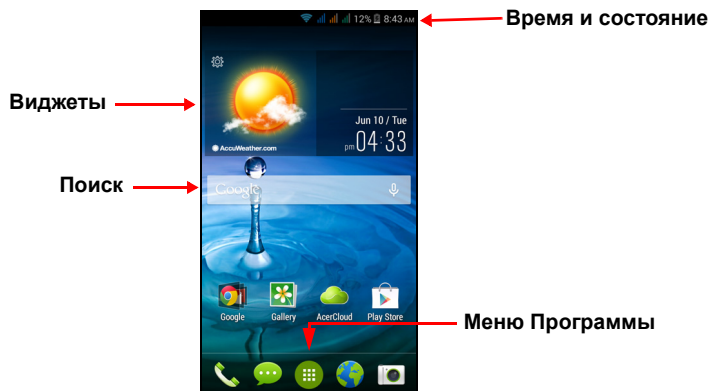 12% 8:43 AM
Время и состояние
Виджеты
Jun 10 / Tue
pm 04:33
AccuWeather.com
Поиск
Google
Google
Gallery
AcerCloud
Play Store
Меню Программы